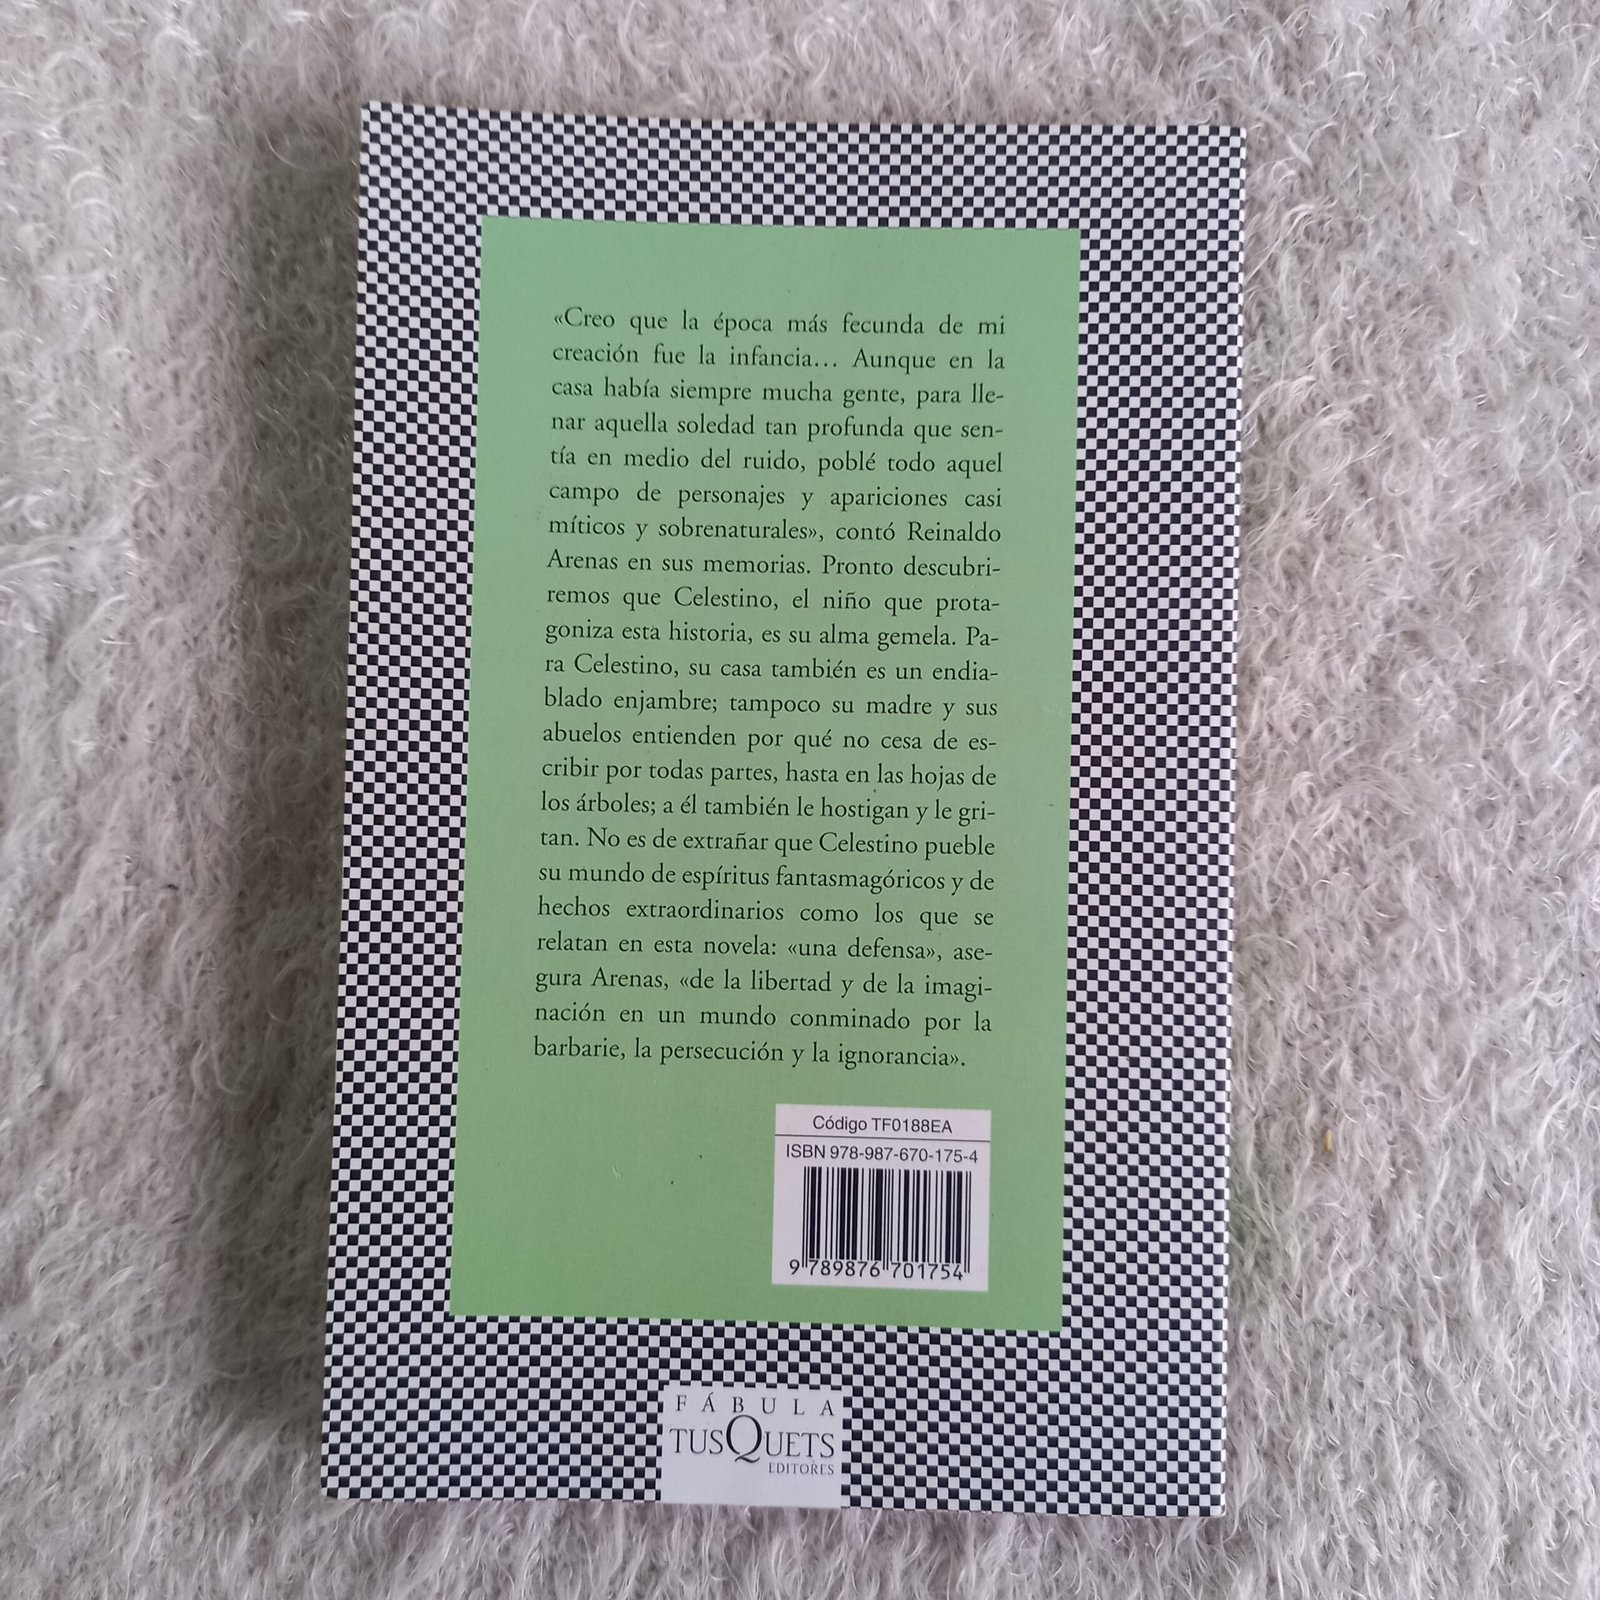 «Creo que la época más fecunda de mi
creación fue la infancia… Aunque en la
casa había siempre mucha gente, para lle-
nar aquella soledad tan profunda que sen-
tía en medio del ruido, poblé todo aquel
campo de personajes y apariciones casi
míticos y sobrenaturales», contó Reinaldo
Arenas en sus memorias. Pronto descubri-
remos que Celestino, el niño que prota-
goniza esta historia, es su alma gemela. Pa-
ra Celestino, su casa también es un endia-
blado enjambre; tampoco su madre y sus
abuelos entienden por qué no cesa de es-
cribir por todas partes, hasta en las hojas de
los árboles; a él también le hostigan y le gri-
tan. No es de extrañar que Celestino pueble
su mundo de espíritus fantasmagóricos y de
hechos extraordinarios como los que se
relatan en esta novela: «una defensa», ase-
gura Arenas, «de la libertad y de la imagi-
nación en un mundo conminado por la
barbarie, la persecución y la ignorancia».
Código TF0188EA
ISBN 978-987-670-175-4
9 789876 701754
FÁBULA
TUSQUETS
EDITORES